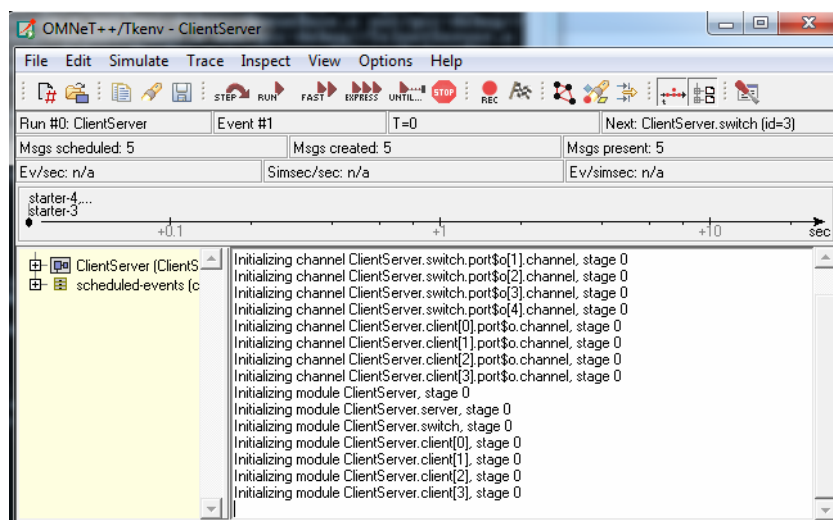 OMNeT++/Tkenv - ClientServer
File Edit Simulate Trace Inspect View Options Help
STEP RUN FAST EXPRESS UNTIL... STOP REC
Run #0: ClientServer Event #1 T=0 Next: ClientServer.switch (id=3)
Msgs scheduled: 5 Msgs created: 5 Msgs present: 5
Ev/sec: n/a Simsec/sec: n/a Ev/simsec: n/a
starter-4,...
starter-3
+0.1 +1 +10 sec
ClientServer (ClientS
scheduled-events (c
Initializing channel ClientServer.switch.port$o[1].channel, stage 0
Initializing channel ClientServer.switch.port$o[2].channel, stage 0
Initializing channel ClientServer.switch.port$o[3].channel, stage 0
Initializing channel ClientServer.switch.port$o[4].channel, stage 0
Initializing channel ClientServer.client[0].port$o.channel, stage 0
Initializing channel ClientServer.client[1].port$o.channel, stage 0
Initializing channel ClientServer.client[2].port$o.channel, stage 0
Initializing channel ClientServer.client[3].port$o.channel, stage 0
Initializing module ClientServer, stage 0
Initializing module ClientServer.server, stage 0
Initializing module ClientServer.switch, stage 0
Initializing module ClientServer.client[0], stage 0
Initializing module ClientServer.client[1], stage 0
Initializing module ClientServer.client[2], stage 0
Initializing module ClientServer.client[3], stage 0